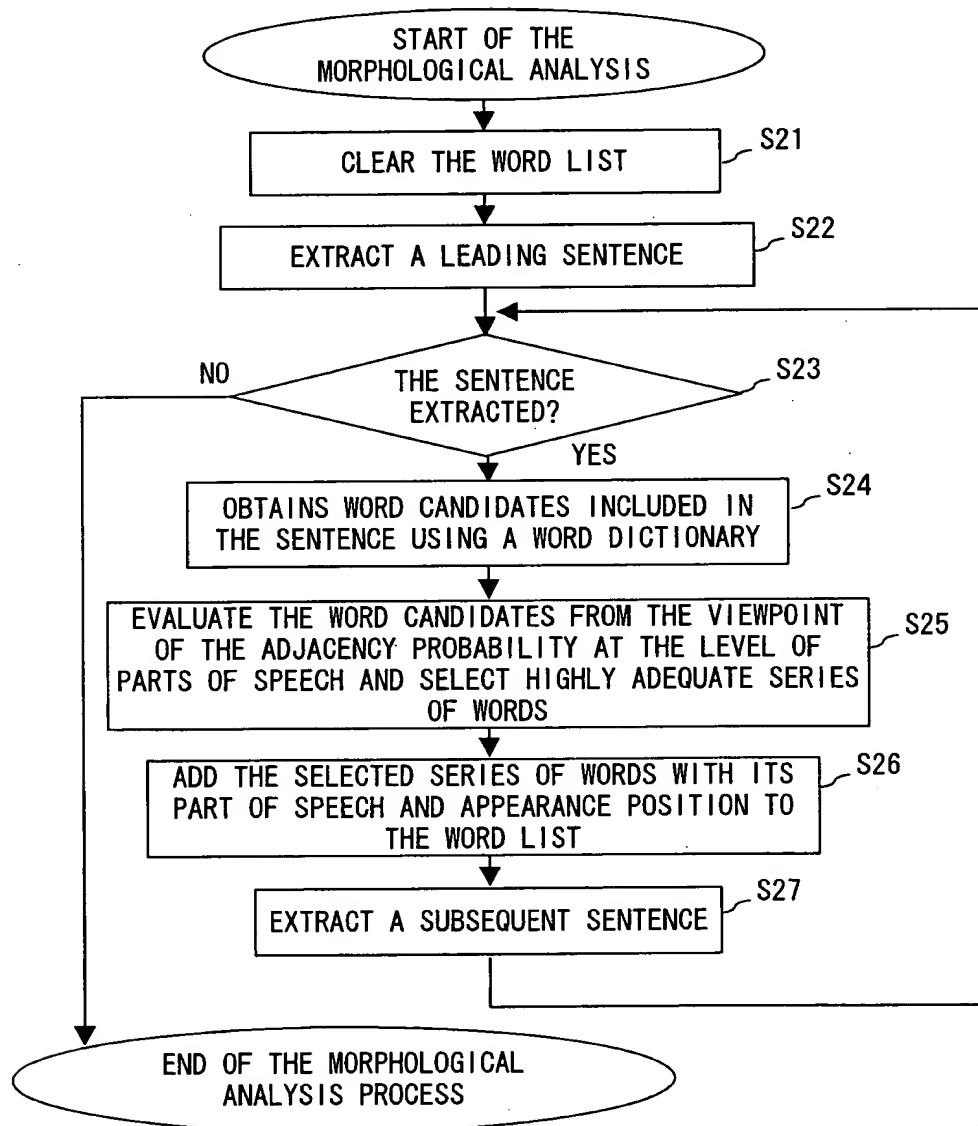 START OF THE
MORPHOLOGICAL ANALYSIS
S21
CLEAR THE WORD LIST
S22
EXTRACT A LEADING SENTENCE
NO
S23
THE SENTENCE
EXTRACTED?
YES
S24
OBTAINS WORD CANDIDATES INCLUDED IN
THE SENTENCE USING A WORD DICTIONARY
S25
EVALUATE THE WORD CANDIDATES FROM THE VIEWPOINT
OF THE ADJACENCY PROBABILITY AT THE LEVEL OF
PARTS OF SPEECH AND SELECT HIGHLY ADEQUATE SERIES
OF WORDS
S26
ADD THE SELECTED SERIES OF WORDS WITH ITS
PART OF SPEECH AND APPEARANCE POSITION TO
THE WORD LIST
S27
EXTRACT A SUBSEQUENT SENTENCE
END OF THE MORPHOLOGICAL
ANALYSIS PROCESS